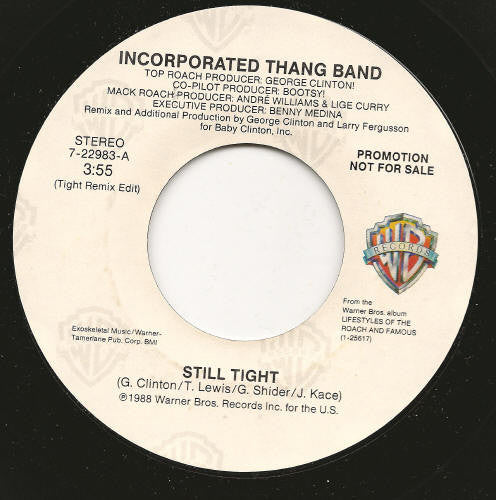 INCORPORATED THANG BAND
TOP ROACH PRODUCER: GEORGE CLINTON!
CO-PILOT PRODUCER: BOOTSY!
MACK ROACH PRODUCER: ANDRÉ WILLIAMS & LIGE CURRY
EXECUTIVE PRODUCER: BENNY MEDINA
Remix and Additional Production by George Clinton and Larry Fergusson
for Baby Clinton, Inc.
STEREO
7-22983-A
3:55
(Tight Remix Edit)
PROMOTION
NOT FOR SALE
WB
RECORDS
From the
Warner Bros. album
LIFESTYLES OF THE
ROACH AND FAMOUS
(1-25617)
Exoskeletal Music/Warner-
Tamerlane Pub. Corp. BMI
STILL TIGHT
(G. Clinton/T. Lewis/G. Shider/J. Kace)
℗1988 Warner Bros. Records Inc. for the U.S.